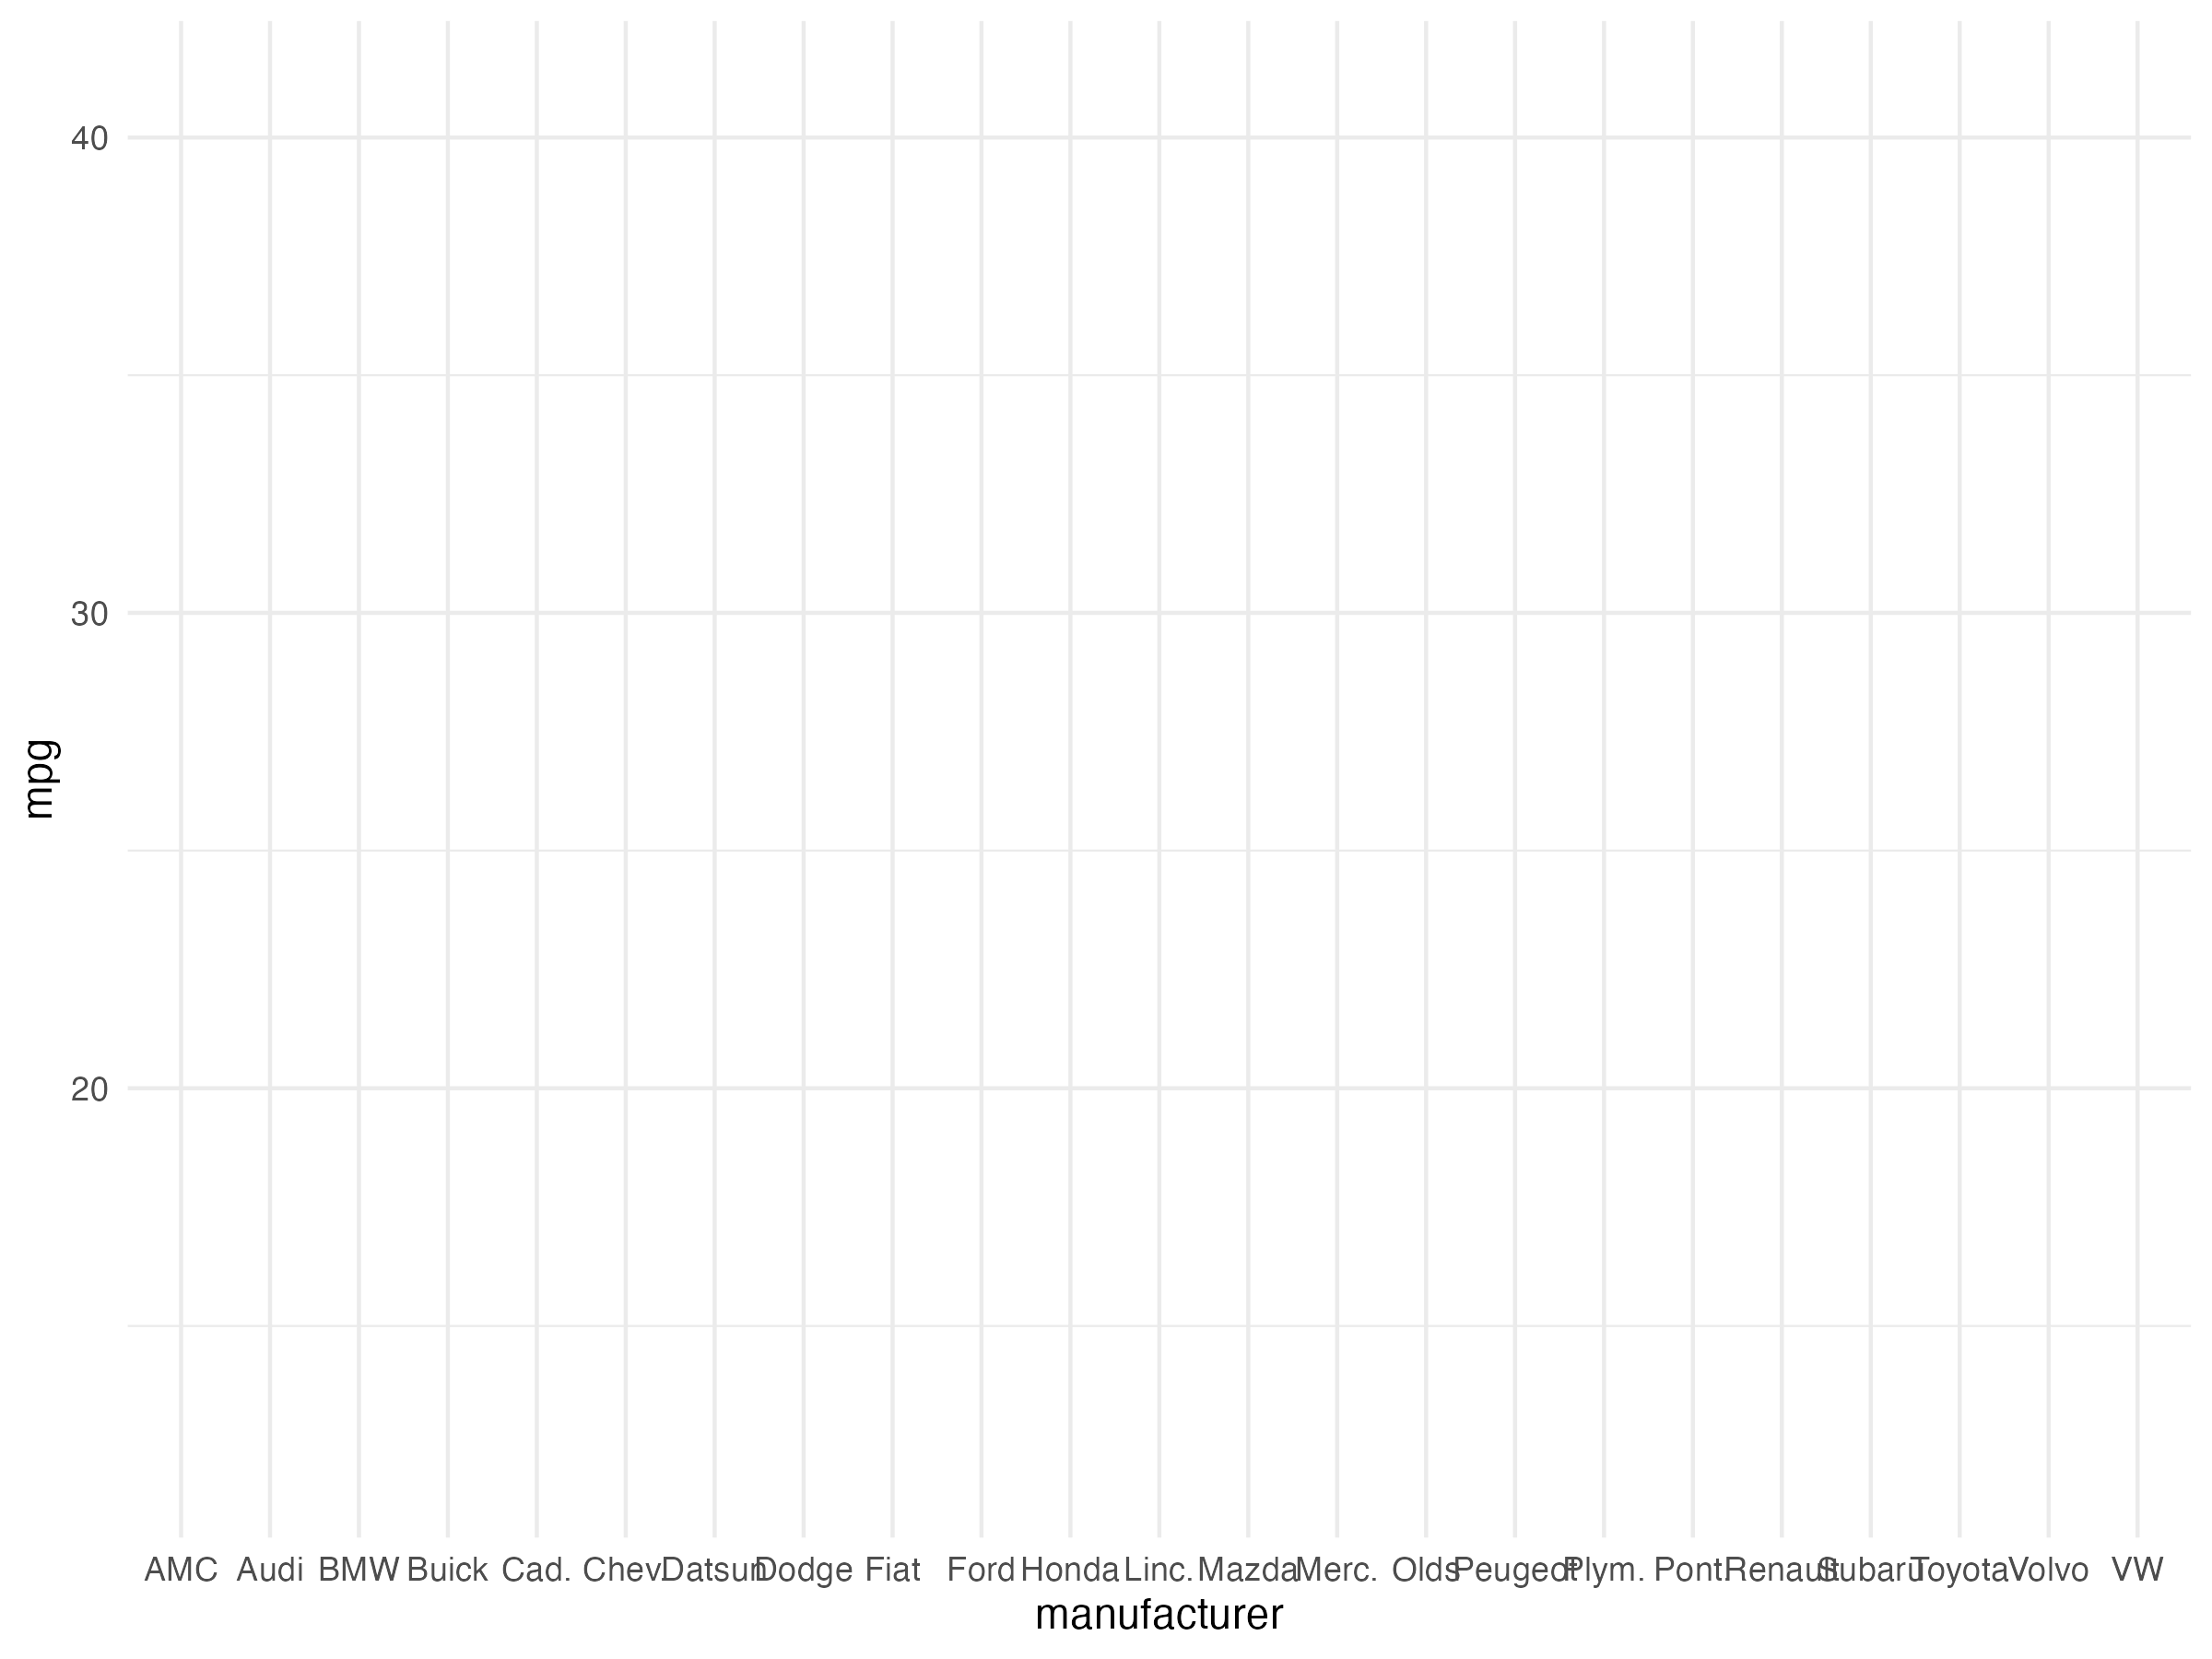 40
30
20
mpg
AMC Audi BMW Buick Cad. Chev. Datsun Dodge Fiat Ford Honda Linc. Mazda Merc. Olds Peugeot Plym. Pont. Renault Subaru Toyota Volvo VW
manufacturer